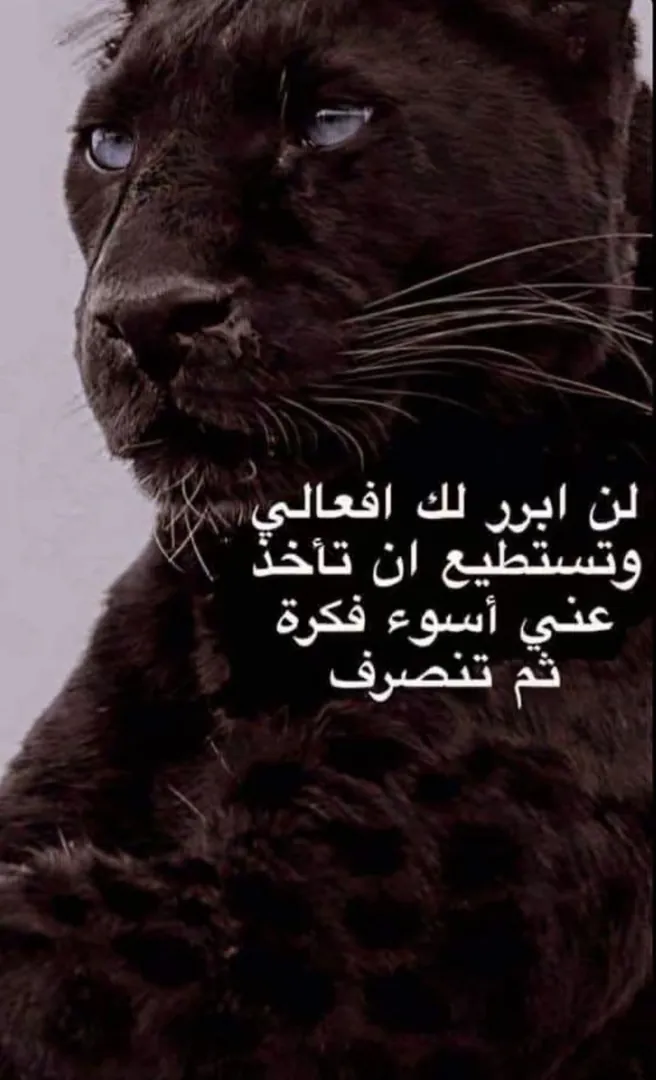 لن ابرر لك افعالي
وتستطيع ان تأخذ
عني أسوء فكرة
ثم تنصرف